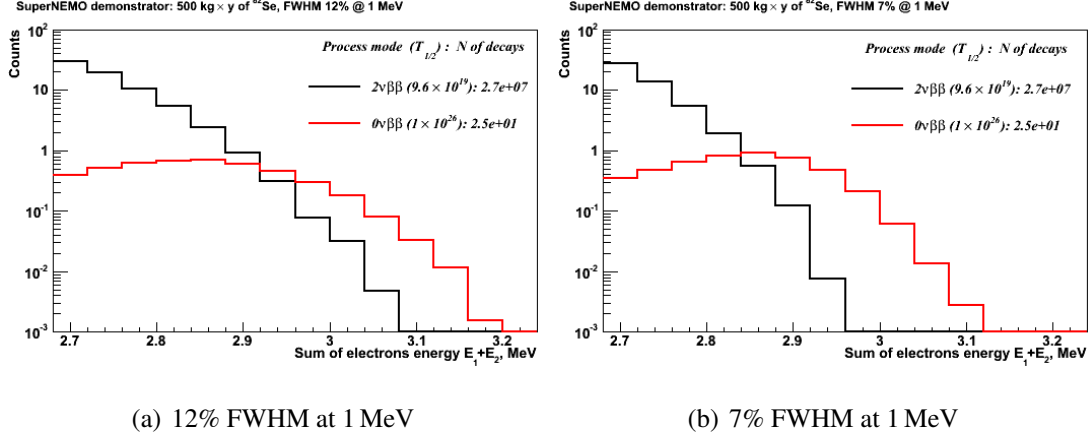 SuperNEMO demonstrator: 500 kg × y of ⁸²Se, FWHM 12% @ 1 MeV
Counts
10²
10
1
10⁻¹
10⁻²
10⁻³
Process mode (T₁/₂) : N of decays
2νββ (9.6 × 10¹⁹): 2.7e+07
0νββ (1 × 10²⁶): 2.5e+01
2.7 2.8 2.9 3 3.1 3.2
Sum of electrons energy E₁+E₂, MeV
(a) 12% FWHM at 1 MeV
SuperNEMO demonstrator: 500 kg × y of ⁸²Se, FWHM 7% @ 1 MeV
Counts
10²
10
1
10⁻¹
10⁻²
10⁻³
Process mode (T₁/₂) : N of decays
2νββ (9.6 × 10¹⁹): 2.7e+07
0νββ (1 × 10²⁶): 2.5e+01
2.7 2.8 2.9 3 3.1 3.2
Sum of electrons energy E₁+E₂, MeV
(b) 7% FWHM at 1 MeV